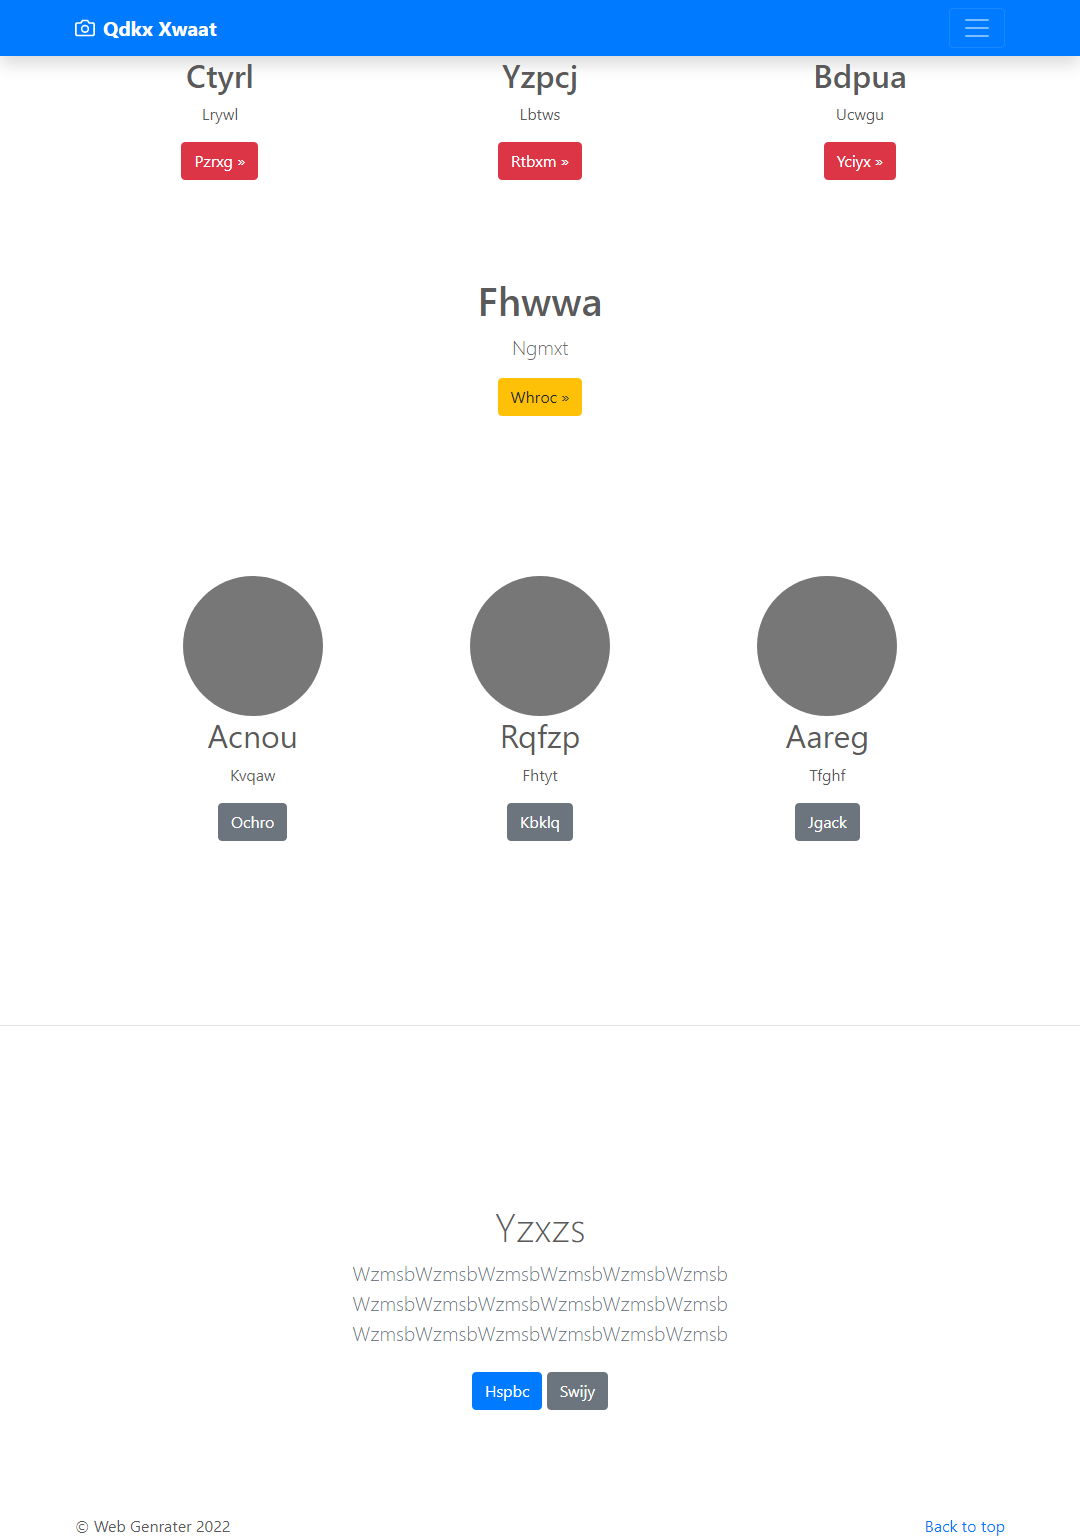 Qdkx Xwaat
Ctyrl Yzpcj Bdpua
Lrywl Lbtws Ucwgu
Pzrxg » Rtbxm » Yciyx »
Fhwwa
Ngmxt
Whroc »
Acnou Rqfzp Aareg
Kvqaw Fhtyt Tfghf
Ochro Kbklq Jgack
Yzxzs
WzmsbWzmsbWzmsbWzmsbWzmsbWzmsb
WzmsbWzmsbWzmsbWzmsbWzmsbWzmsb
WzmsbWzmsbWzmsbWzmsbWzmsbWzmsb
Hspbc Swijy
© Web Genrater 2022 Back to top